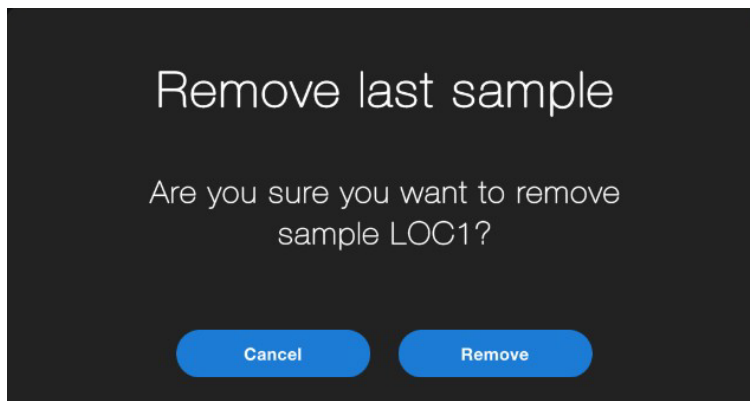 Remove last sample
Are you sure you want to remove
sample LOC1?
Cancel
Remove